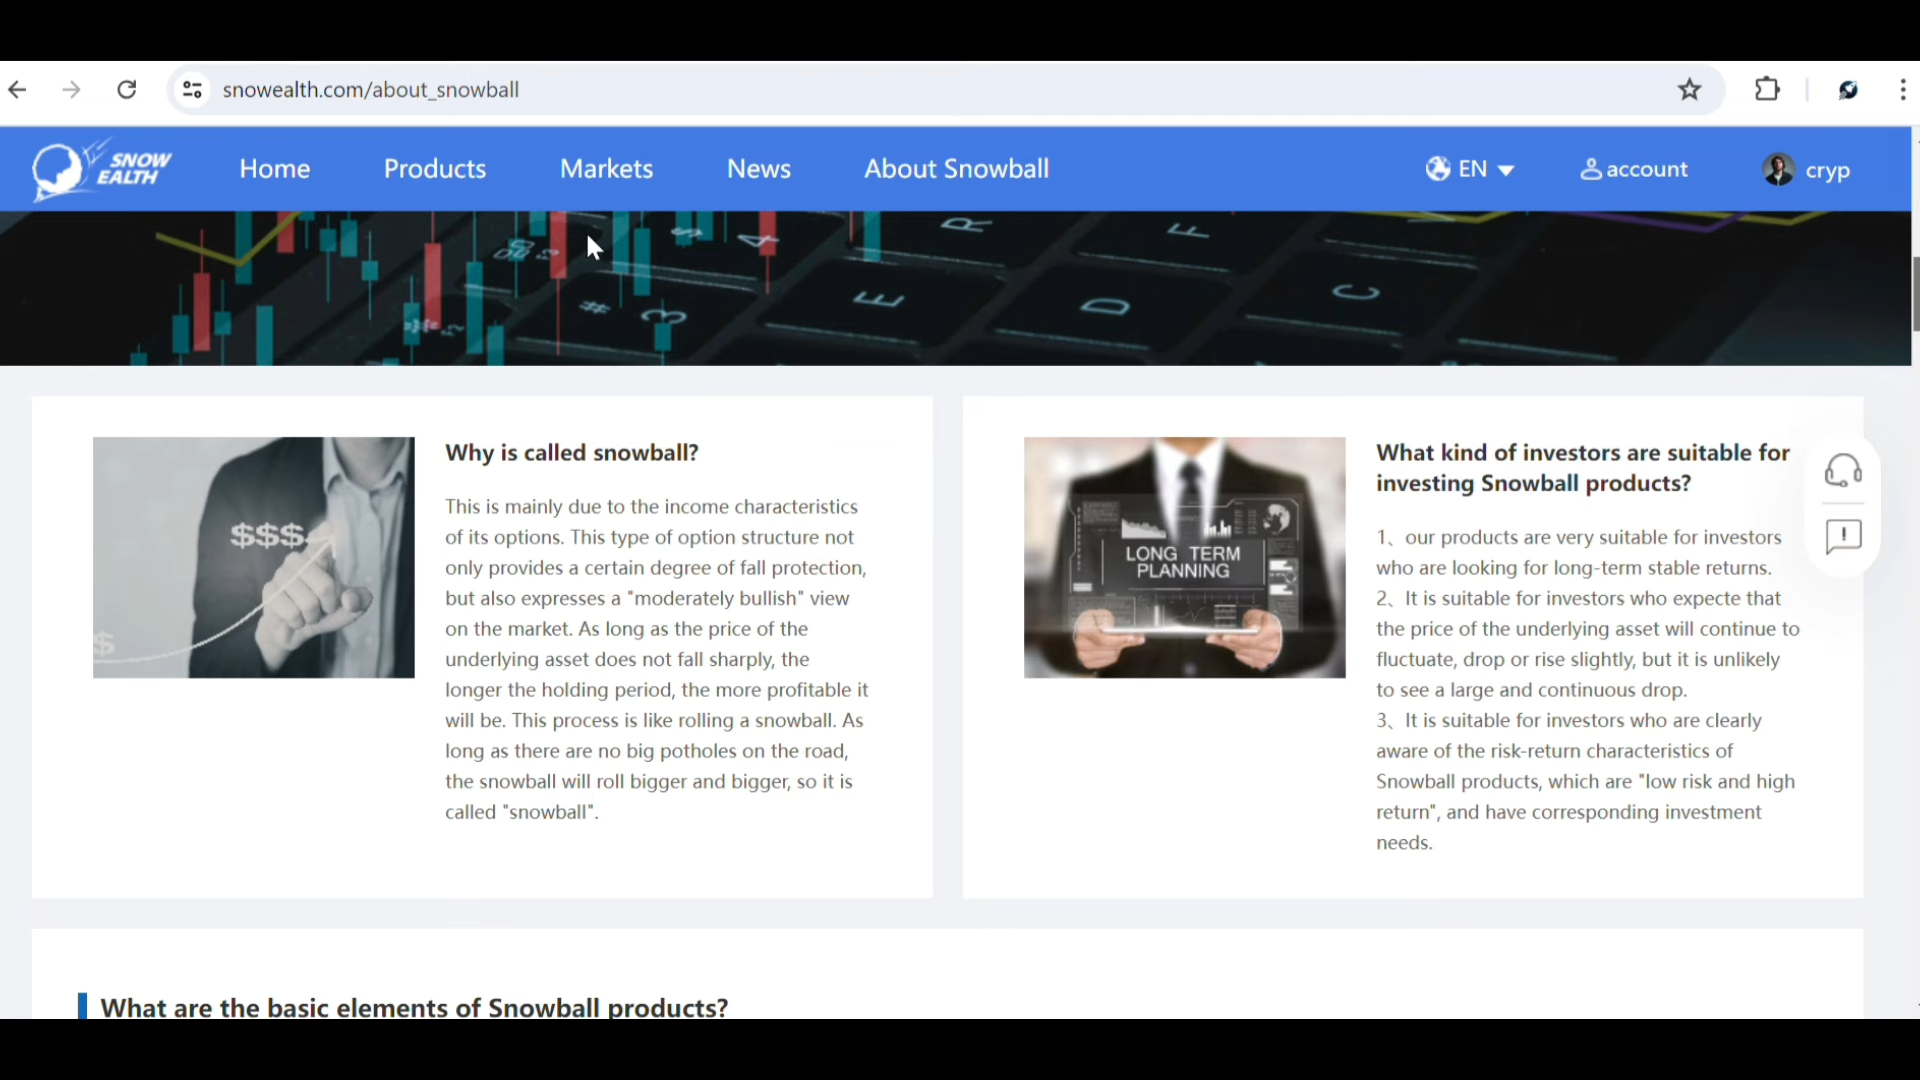 snowealth.com/about_snowball
SNOW
EALTH
Home
Products
Markets
News
About Snowball
EN
account
cryp
$
4
R
F
#
3
E
D
C
$$$
$
Why is called snowball?
This is mainly due to the income characteristics
of its options. This type of option structure not
only provides a certain degree of fall protection,
but also expresses a "moderately bullish" view
on the market. As long as the price of the
underlying asset does not fall sharply, the
longer the holding period, the more profitable it
will be. This process is like rolling a snowball. As
long as there are no big potholes on the road,
the snowball will roll bigger and bigger, so it is
called "snowball".
LONG TERM
PLANNING
What kind of investors are suitable for
investing Snowball products?
1、our products are very suitable for investors
who are looking for long-term stable returns.
2、It is suitable for investors who expecte that
the price of the underlying asset will continue to
fluctuate, drop or rise slightly, but it is unlikely
to see a large and continuous drop.
3、It is suitable for investors who are clearly
aware of the risk-return characteristics of
Snowball products, which are "low risk and high
return", and have corresponding investment
needs.
What are the basic elements of Snowball products?